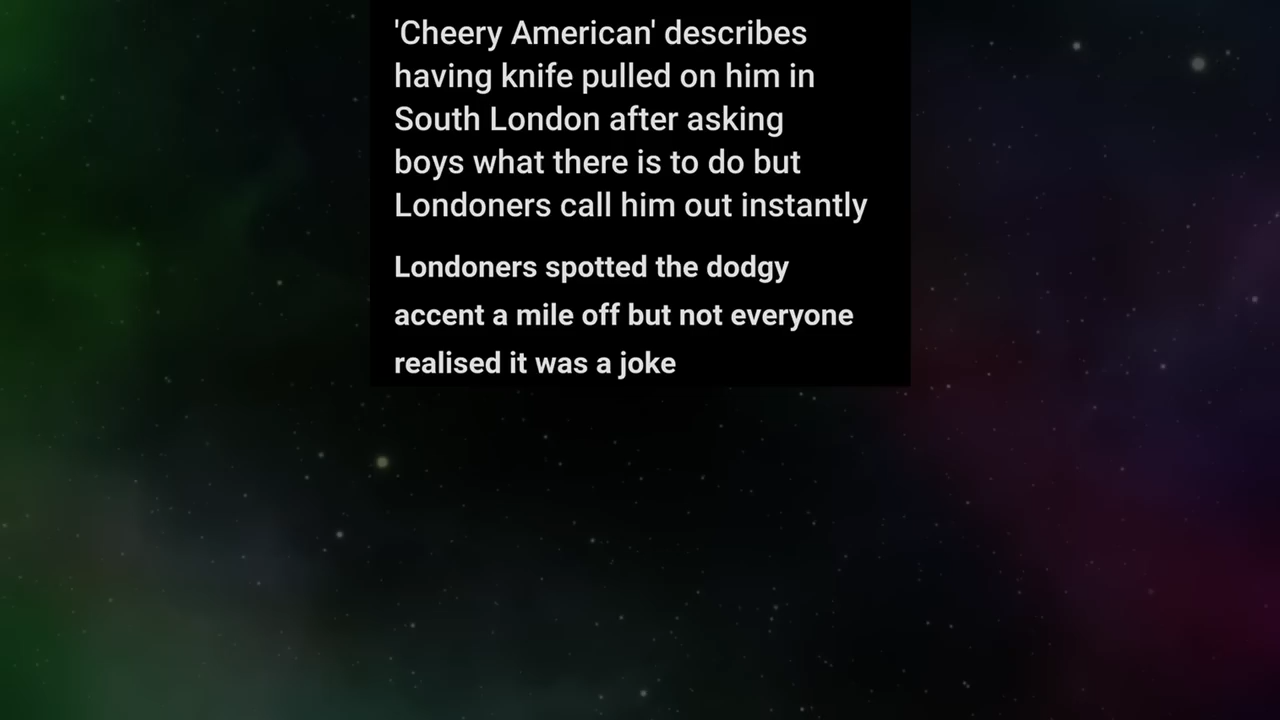 'Cheery American' describes
having knife pulled on him in
South London after asking
boys what there is to do but
Londoners call him out instantly
Londoners spotted the dodgy
accent a mile off but not everyone
realised it was a joke